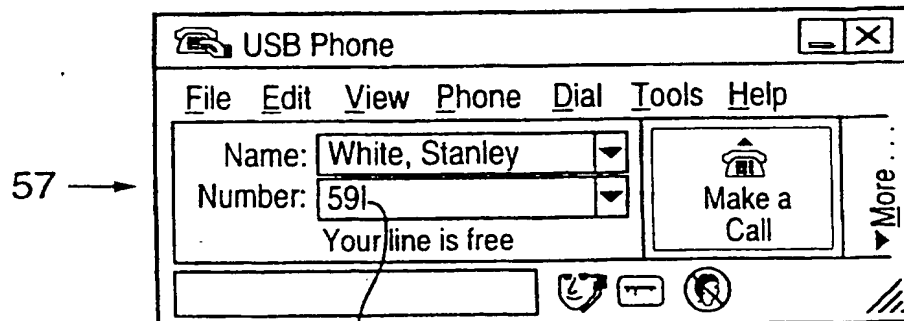 USB Phone
File Edit View Phone Dial Tools Help
57
Name: White, Stanley
Number: 59I
Your line is free
Make a
Call
More...